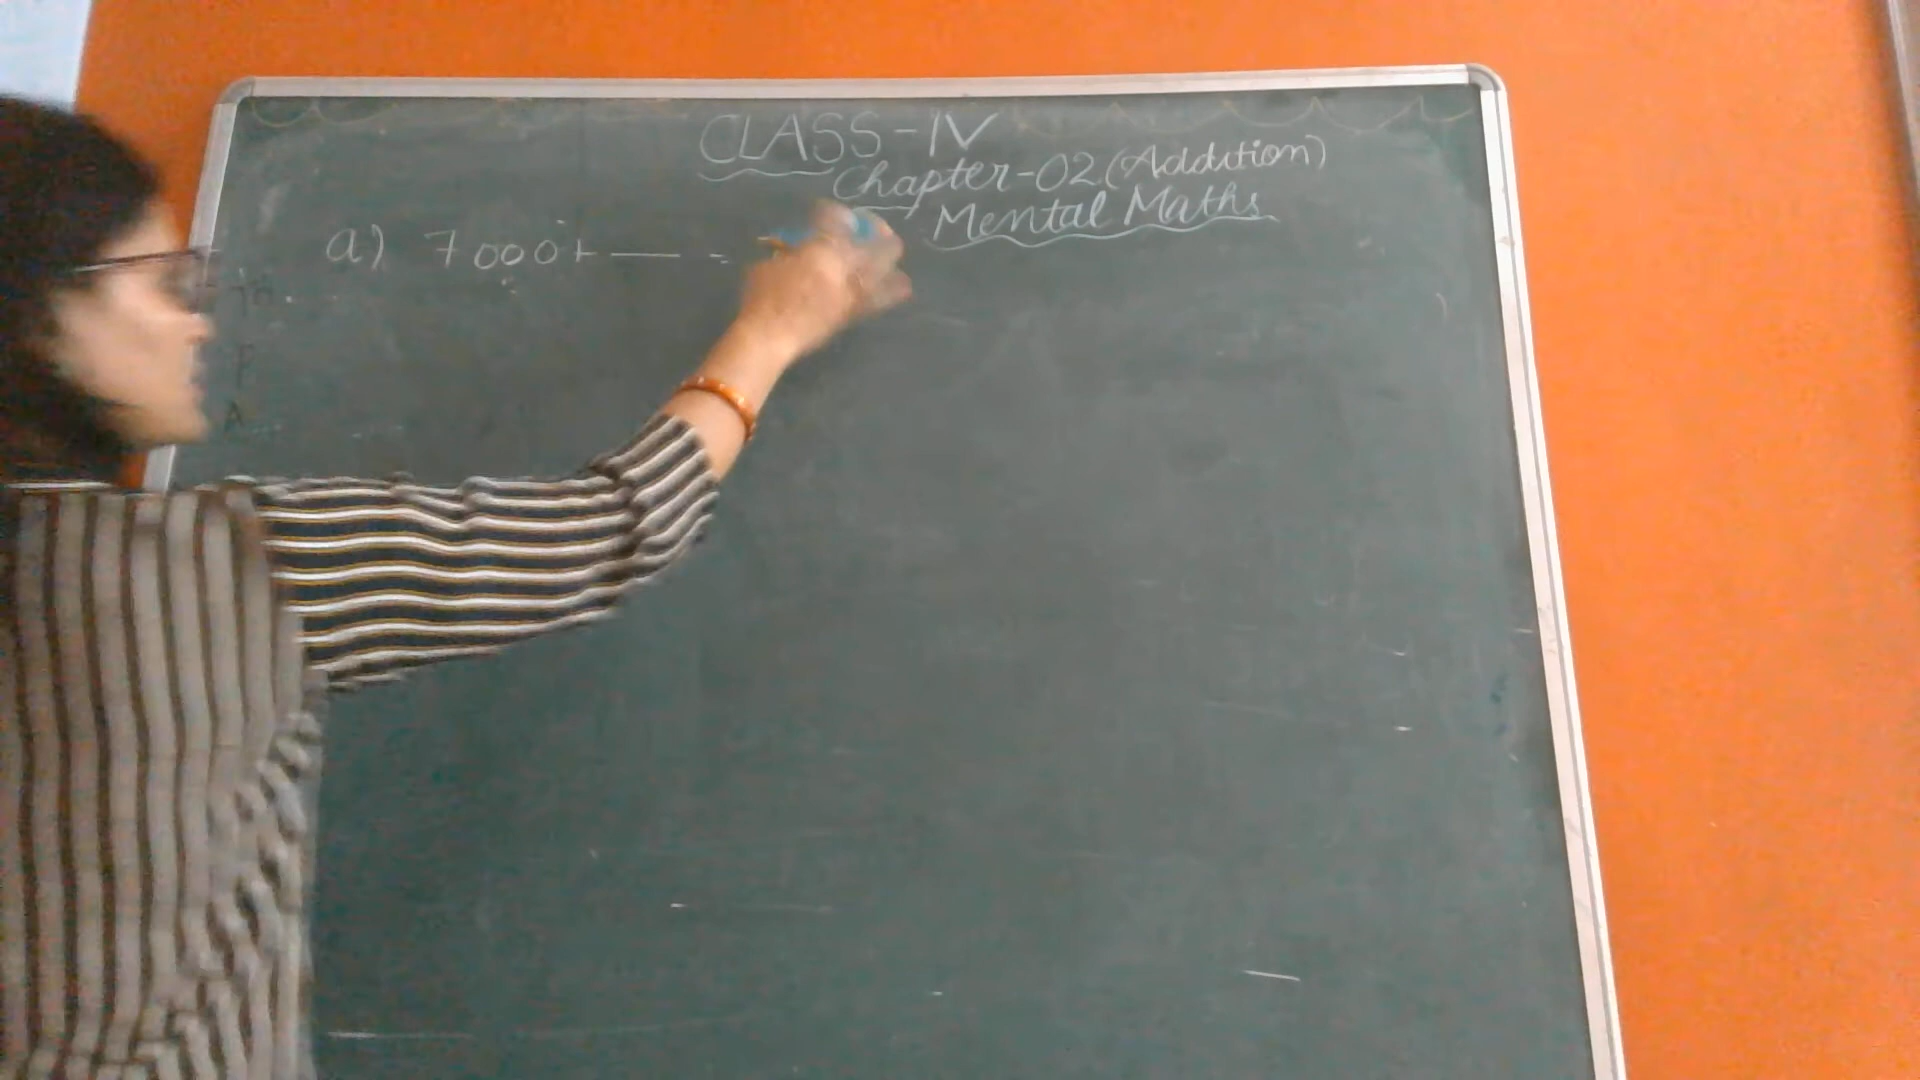 CLASS-IV
Chapter-02 (Addition)
Mental Maths
a) 7000+ — =